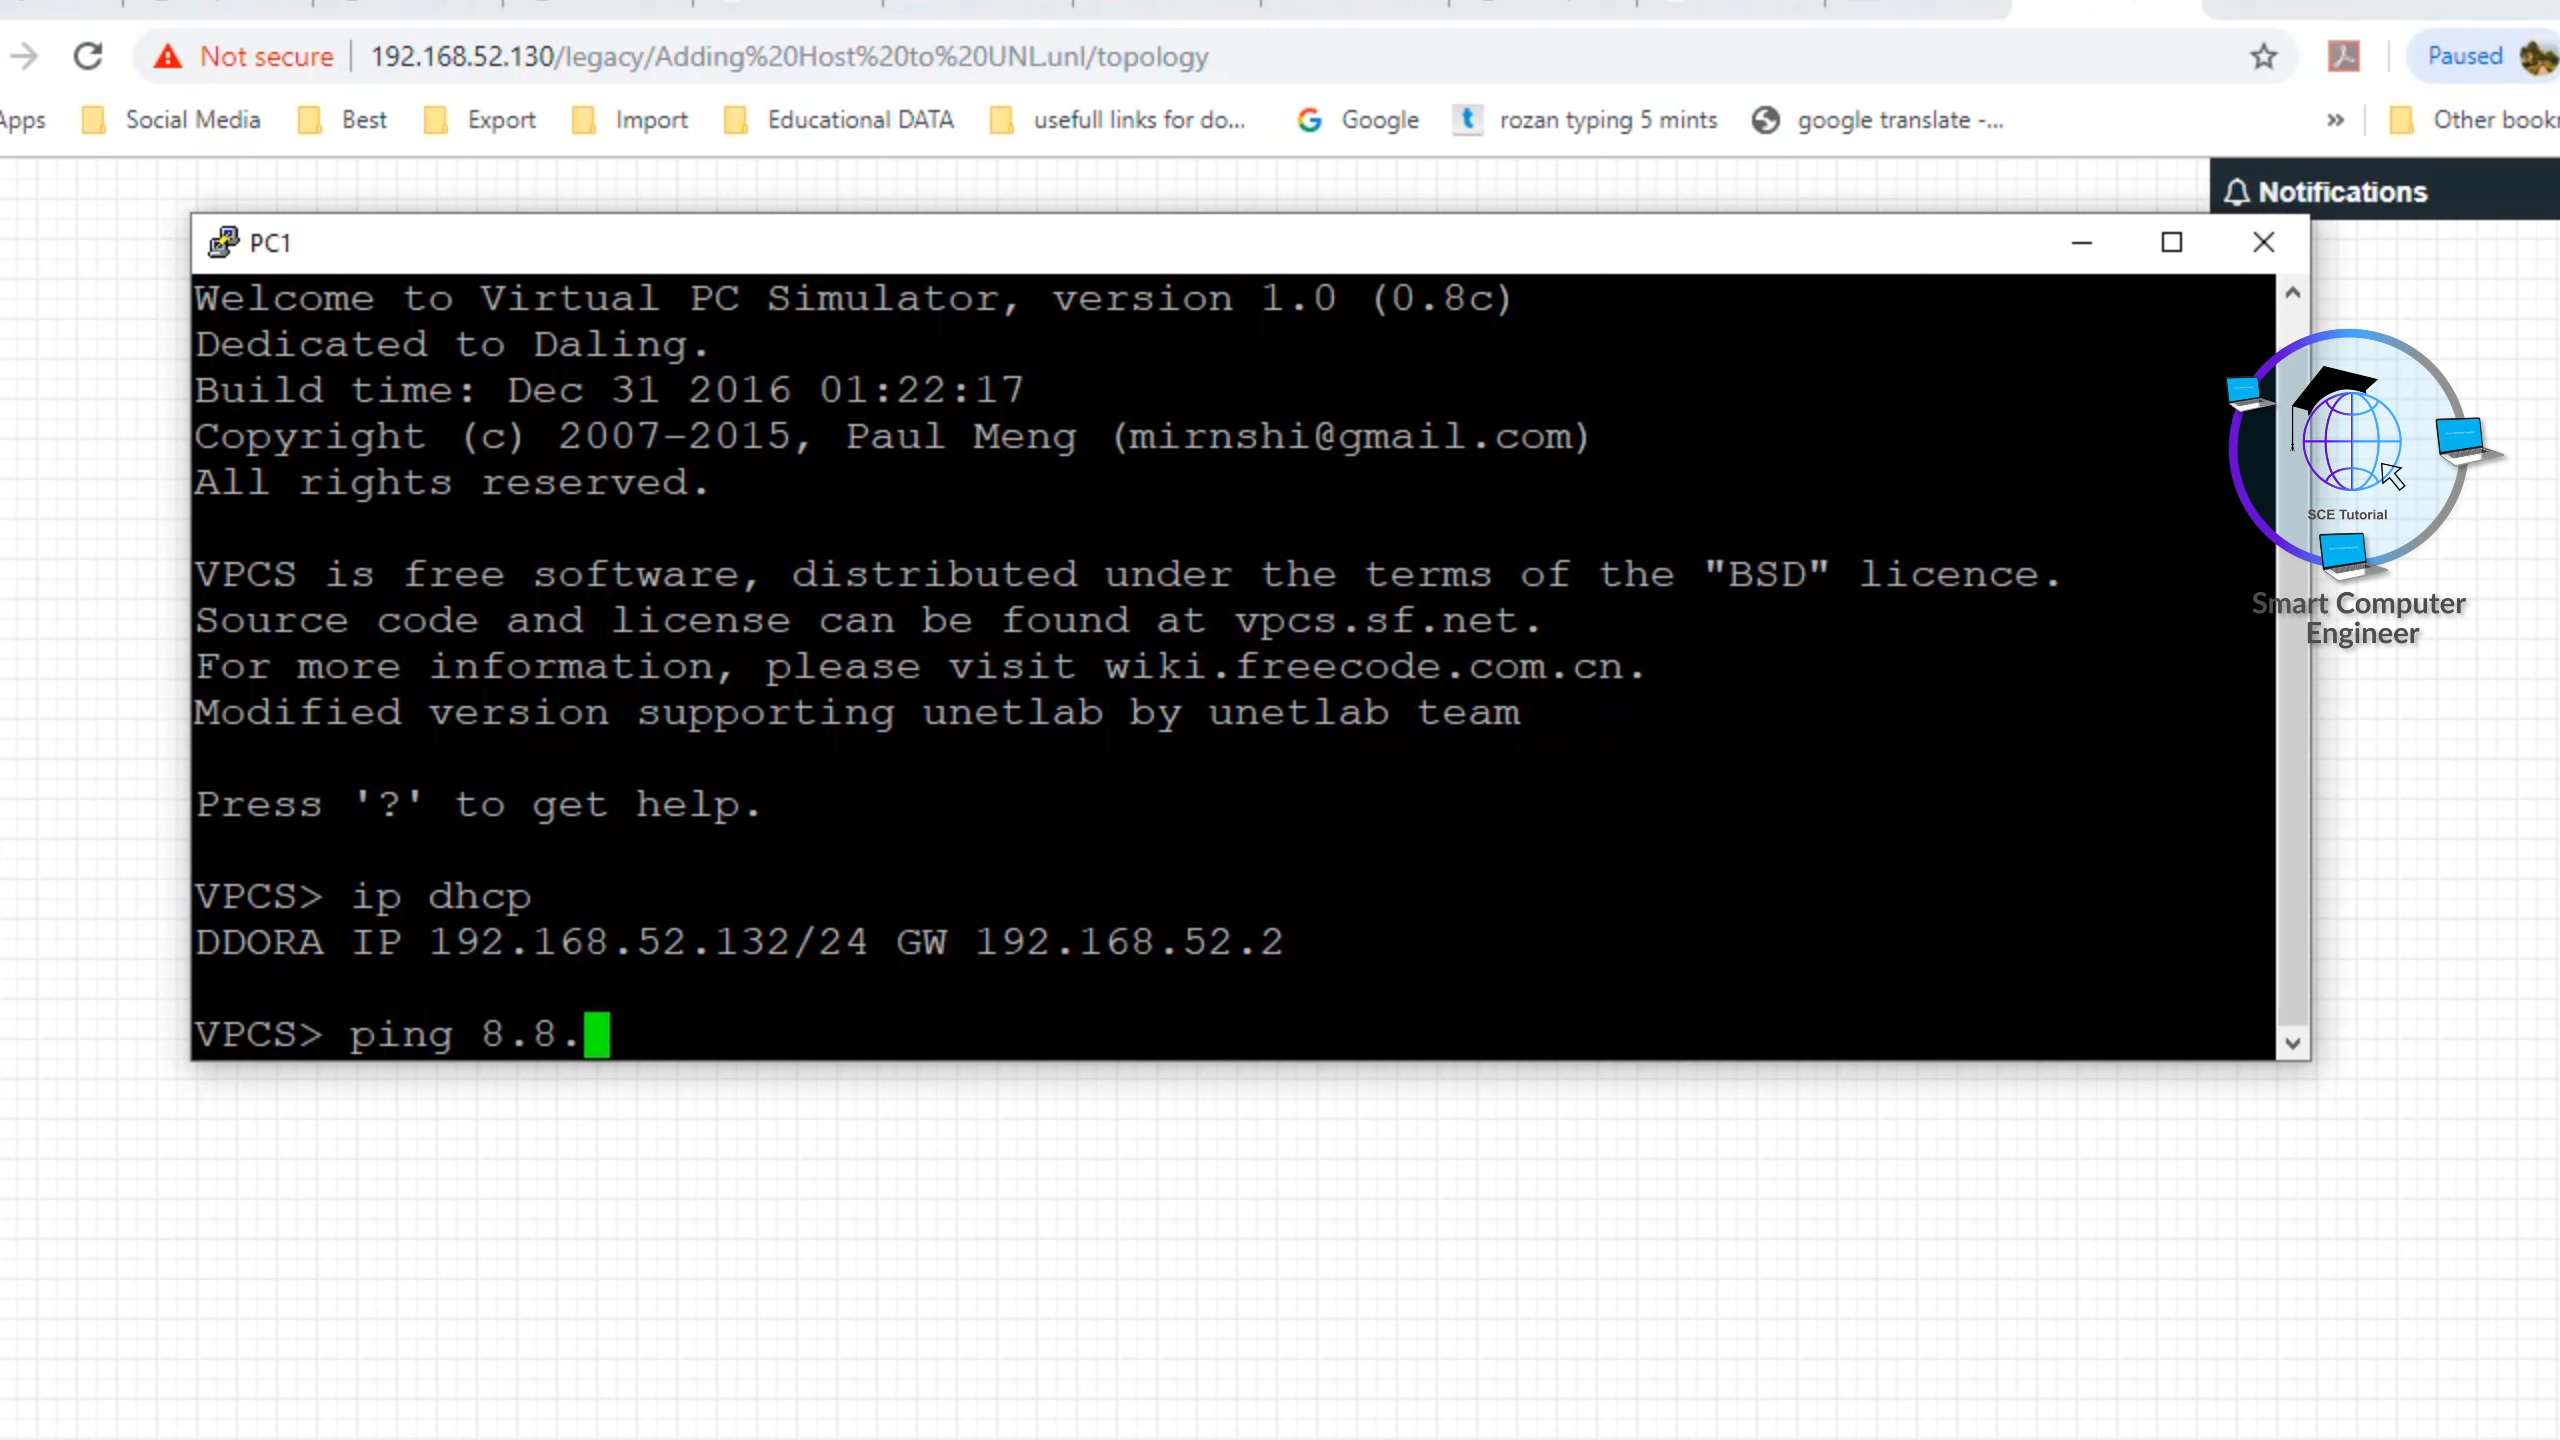 Not secure | 192.168.52.130/legacy/Adding%20Host%20to%20UNL.unl/topology
Paused
Apps Social Media Best Export Import Educational DATA usefull links for do... Google rozan typing 5 mints google translate -... » Other book
Notifications
PC1
Welcome to Virtual PC Simulator, version 1.0 (0.8c)
Dedicated to Daling.
Build time: Dec 31 2016 01:22:17
Copyright (c) 2007-2015, Paul Meng (mirnshi@gmail.com)
All rights reserved.
VPCS is free software, distributed under the terms of the "BSD" licence.
Source code and license can be found at vpcs.sf.net.
For more information, please visit wiki.freecode.com.cn.
Modified version supporting unetlab by unetlab team
Press '?' to get help.
VPCS> ip dhcp
DDORA IP 192.168.52.132/24 GW 192.168.52.2
VPCS> ping 8.8.
SCE Tutorial
Smart Computer
Engineer